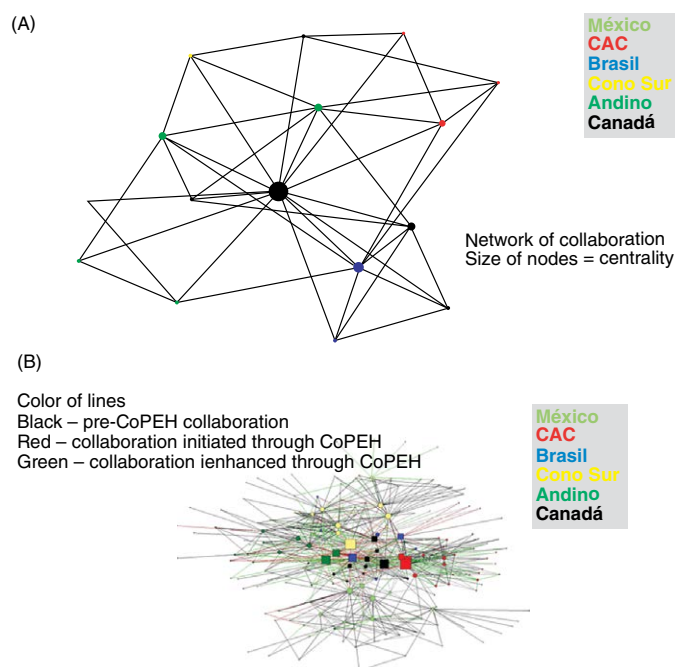 (A)
México
CAC
Brasil
Cono Sur
Andino
Canadá
Network of collaboration
Size of nodes = centrality
(B)
Color of lines
Black – pre-CoPEH collaboration
Red – collaboration initiated through CoPEH
Green – collaboration ienhanced through CoPEH
México
CAC
Brasil
Cono Sur
Andino
Canadá